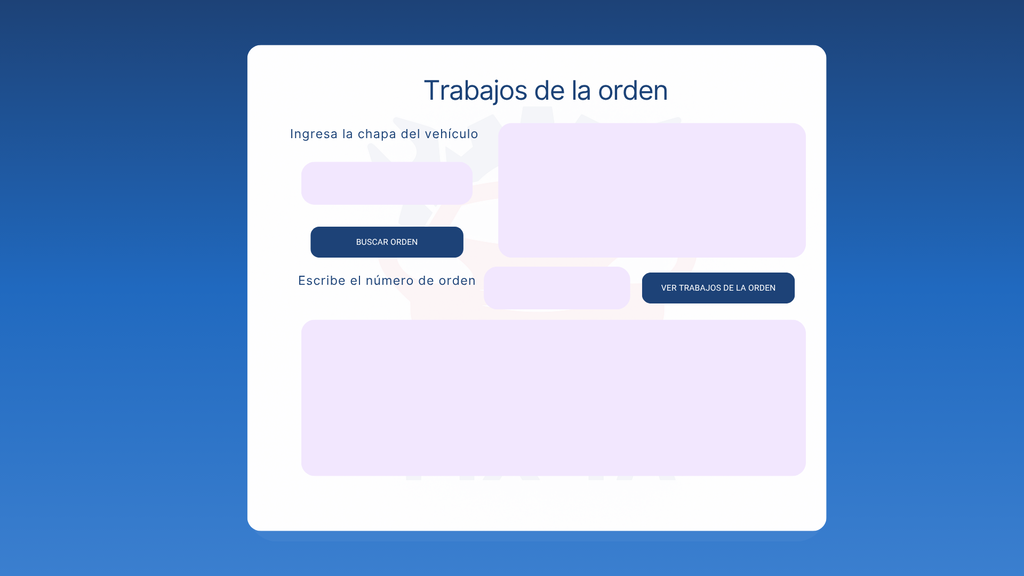 Trabajos de la orden
Ingresa la chapa del vehículo
BUSCAR ORDEN
Escribe el número de orden
VER TRABAJOS DE LA ORDEN